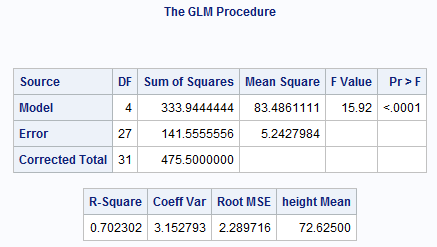 The GLM Procedure
Source DF Sum of Squares Mean Square F Value Pr > F
Model 4 333.9444444 83.4861111 15.92 <.0001
Error 27 141.5555556 5.2427984
Corrected Total 31 475.5000000
R-Square Coeff Var Root MSE height Mean
0.702302 3.152793 2.289716 72.62500